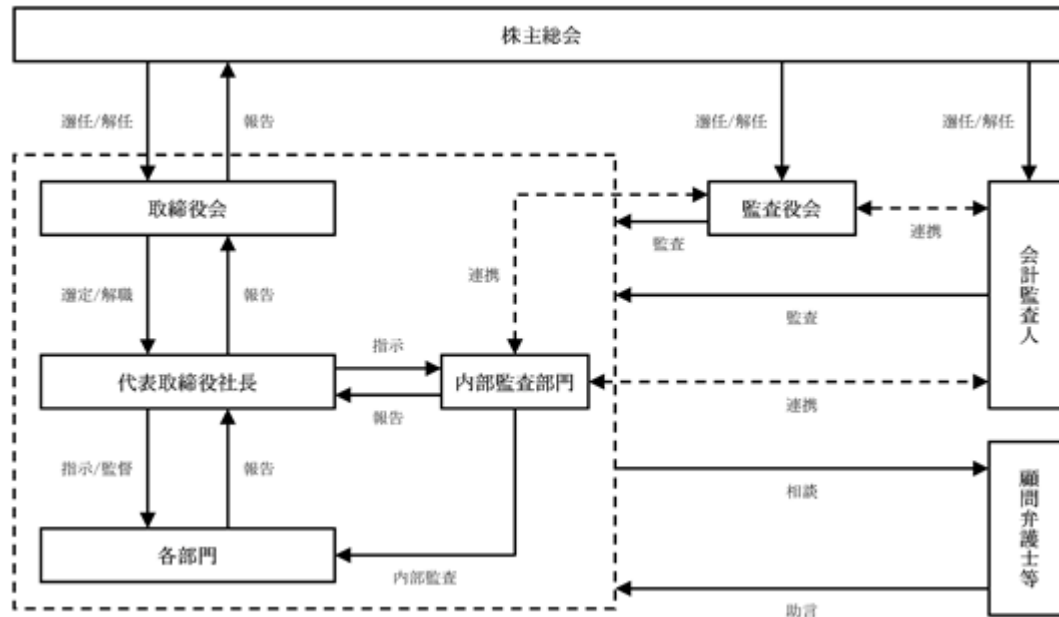 株主総会
選任/解任
報告
選任/解任
選任/解任
取締役会
監査役会
連携
監査
会計監査人
選定/解職
報告
連携
監査
指示
代表取締役社長
内部監査部門
報告
連携
指示/監督
報告
相談
顧問弁護士等
各部門
内部監査
助言